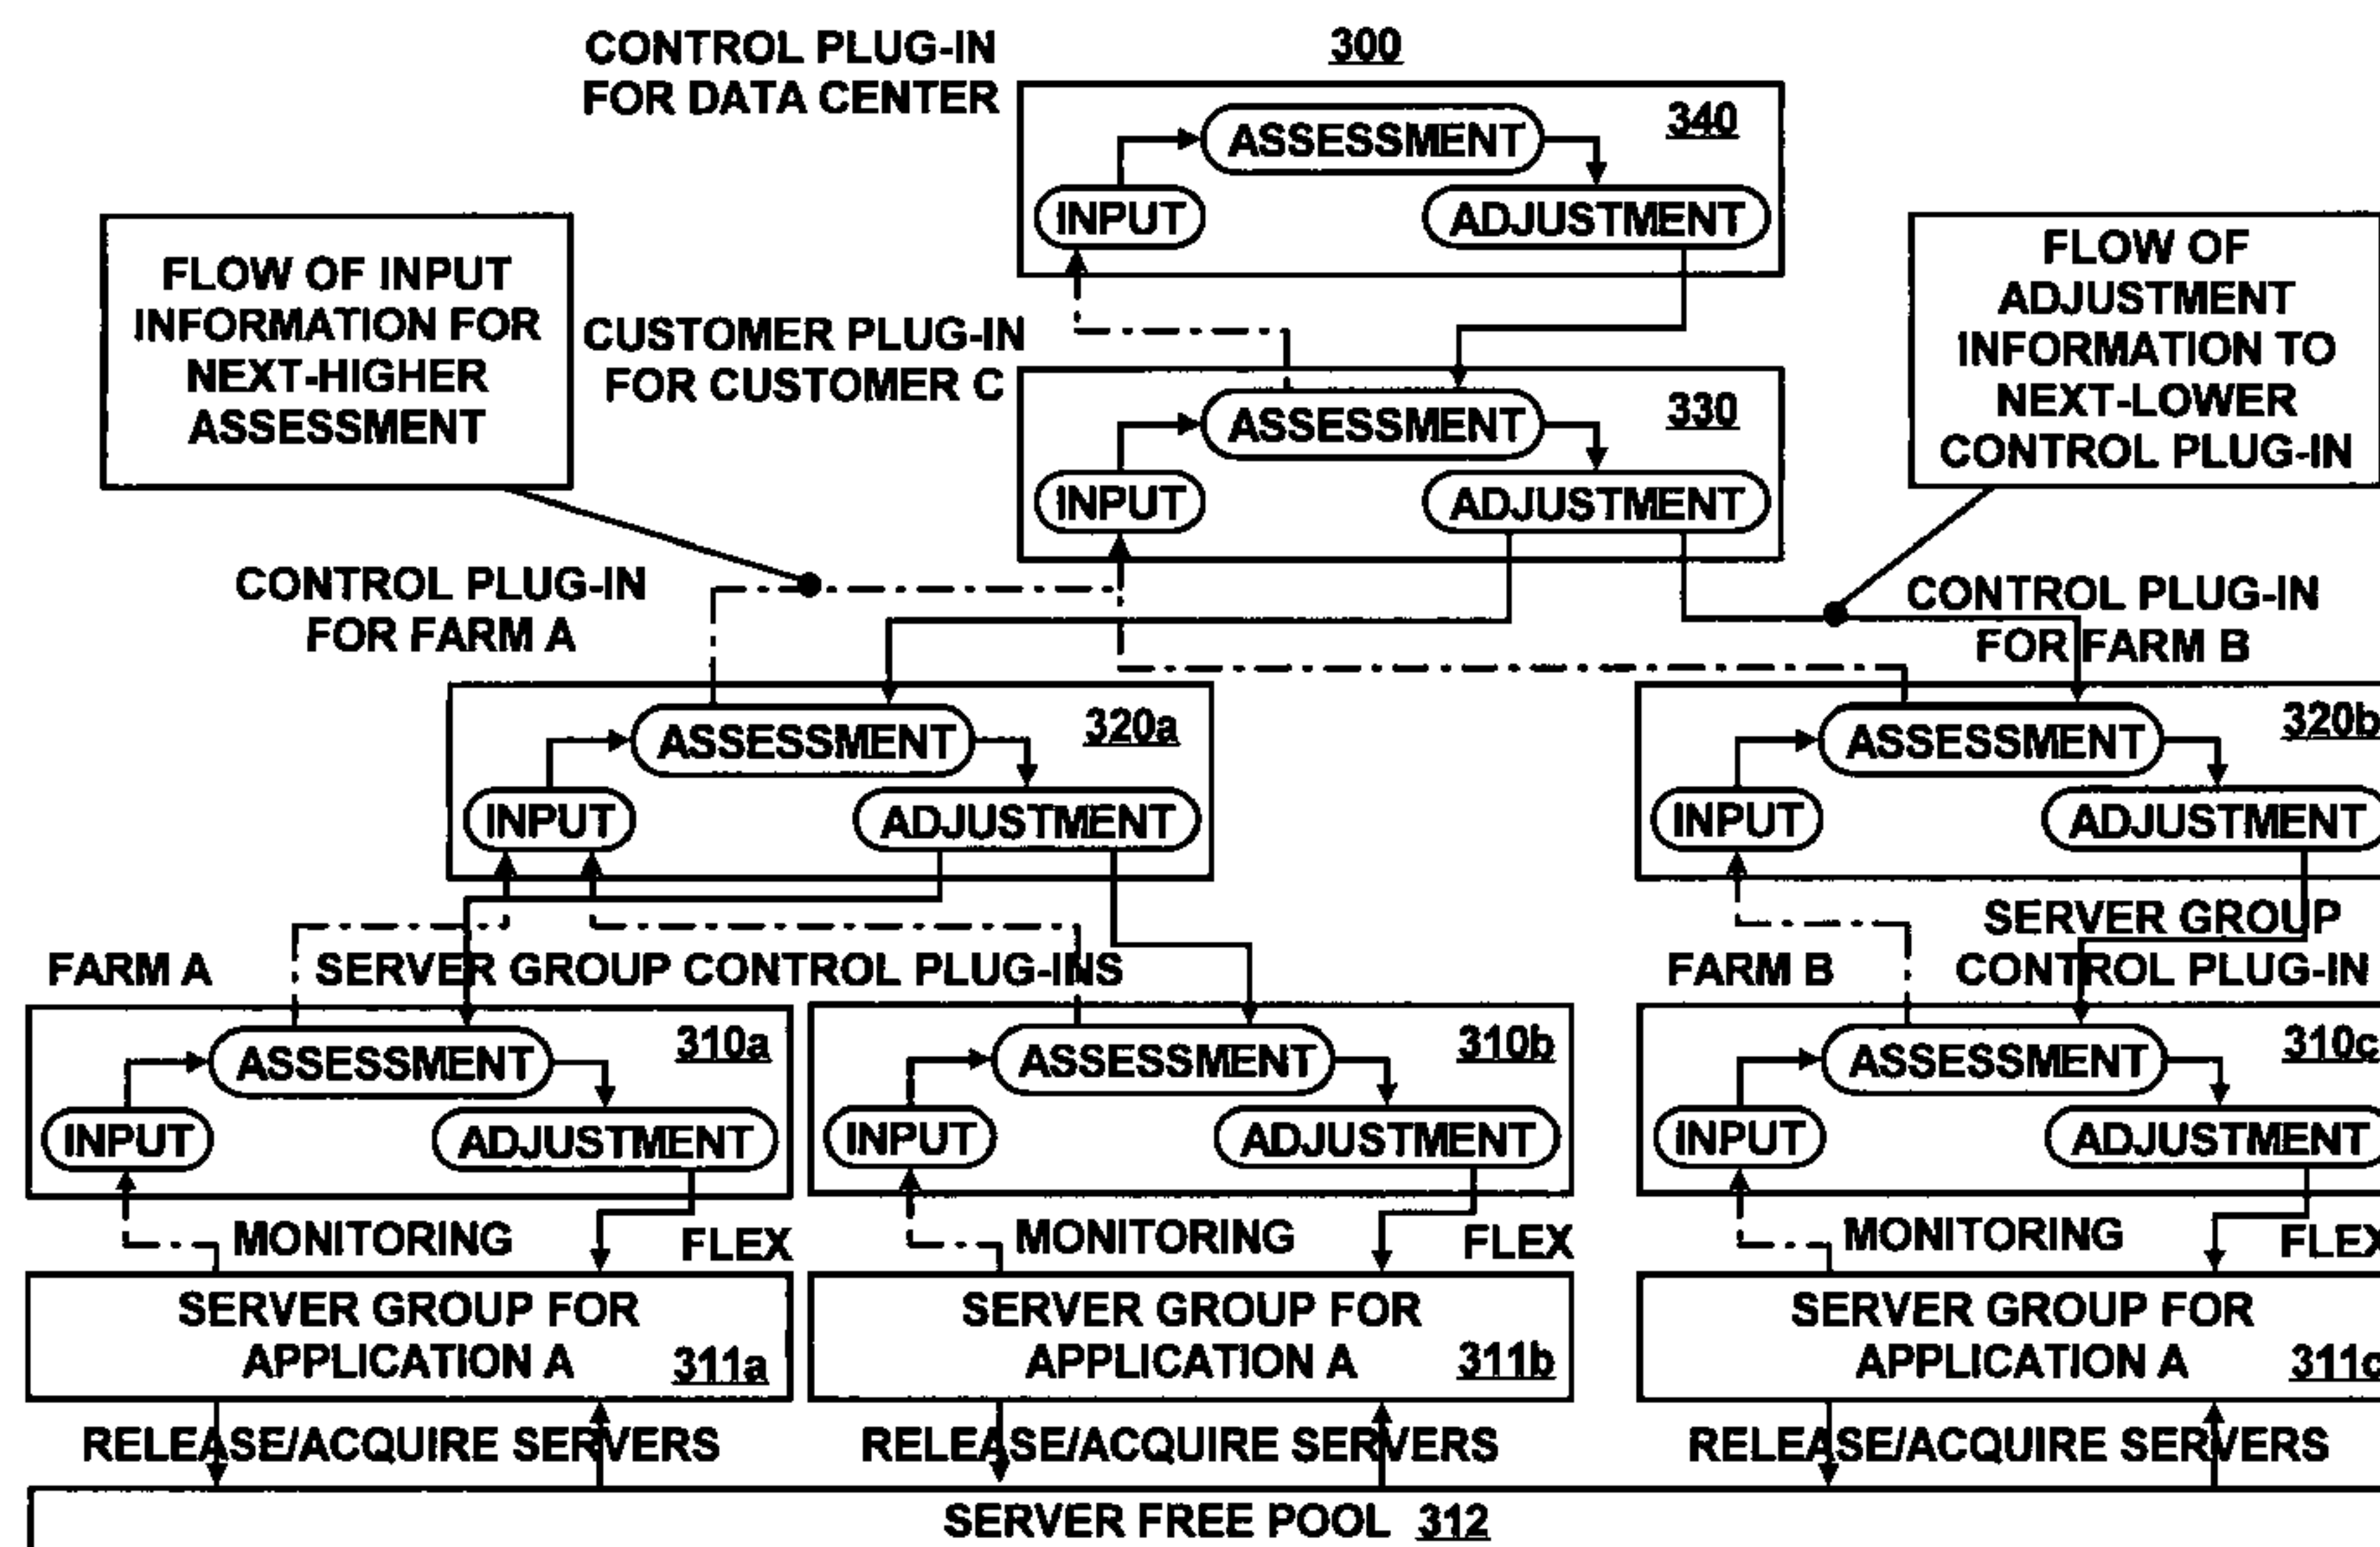 CONTROL PLUG-IN
FOR DATA CENTER
300
340
ASSESSMENT
INPUT
ADJUSTMENT
FLOW OF INPUT
INFORMATION FOR
NEXT-HIGHER
ASSESSMENT
FLOW OF
ADJUSTMENT
INFORMATION TO
NEXT-LOWER
CONTROL PLUG-IN
CUSTOMER PLUG-IN
FOR CUSTOMER C
330
ASSESSMENT
INPUT
ADJUSTMENT
CONTROL PLUG-IN
FOR FARM A
CONTROL PLUG-IN
FOR FARM B
320a
ASSESSMENT
INPUT
ADJUSTMENT
320b
ASSESSMENT
INPUT
ADJUSTMENT
FARM A
SERVER GROUP CONTROL PLUG-INS
FARM B
SERVER GROUP
CONTROL PLUG-IN
310a
ASSESSMENT
INPUT
ADJUSTMENT
310b
ASSESSMENT
INPUT
ADJUSTMENT
310c
ASSESSMENT
INPUT
ADJUSTMENT
MONITORING
FLEX
MONITORING
FLEX
MONITORING
FLEX
SERVER GROUP FOR
APPLICATION A
311a
SERVER GROUP FOR
APPLICATION A
311b
SERVER GROUP FOR
APPLICATION A
311c
RELEASE/ACQUIRE SERVERS
RELEASE/ACQUIRE SERVERS
RELEASE/ACQUIRE SERVERS
SERVER FREE POOL 312